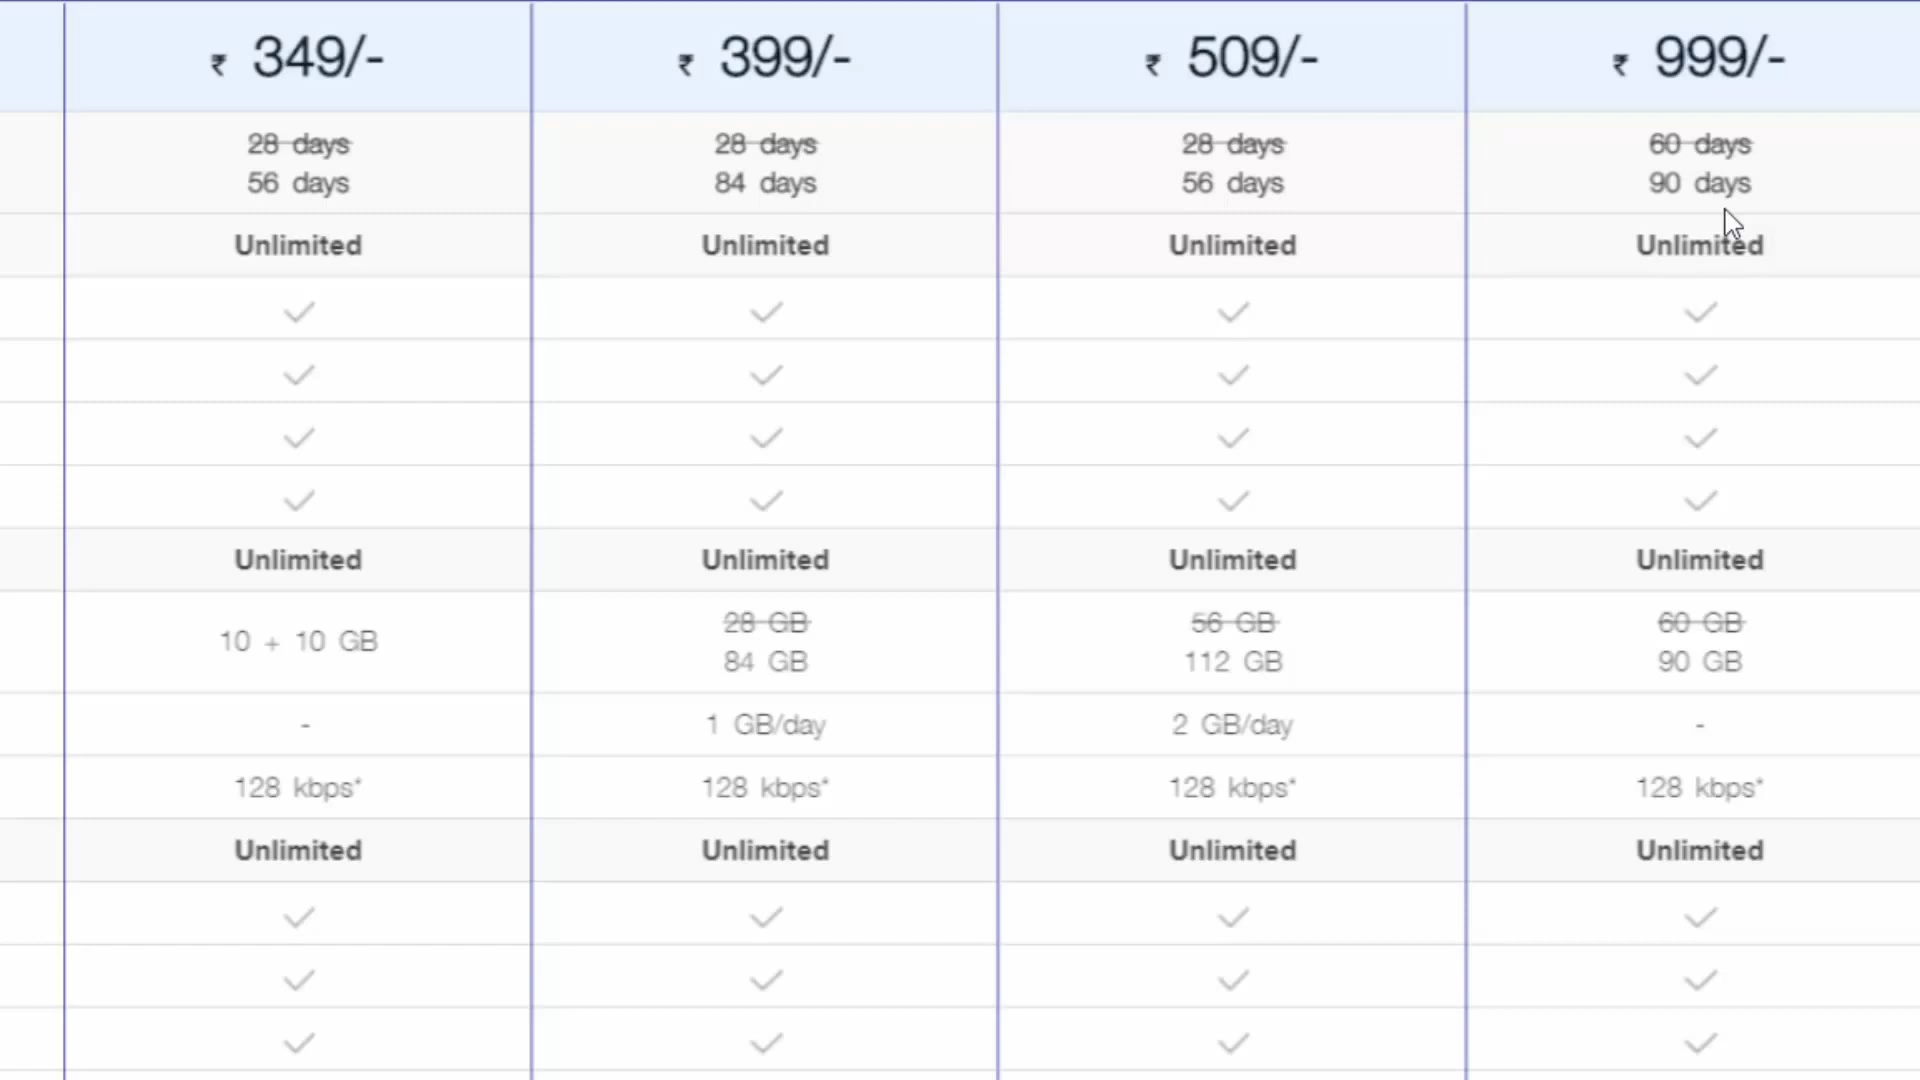 ₹ 349/- ₹ 399/- ₹ 509/- ₹ 999/-
28 days 28 days 28 days 60 days
56 days 84 days 56 days 90 days
Unlimited Unlimited Unlimited Unlimited
Unlimited Unlimited Unlimited Unlimited
28 GB 56 GB 60 GB
10 + 10 GB
84 GB 112 GB 90 GB
- 1 GB/day 2 GB/day -
128 kbps* 128 kbps* 128 kbps* 128 kbps*
Unlimited Unlimited Unlimited Unlimited